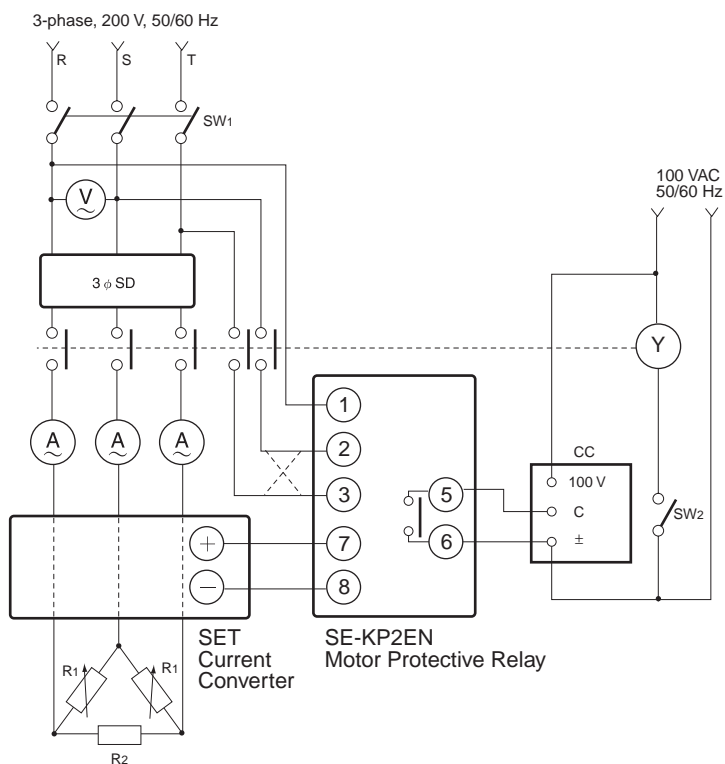 3-phase, 200 V, 50/60 Hz
R
S
T
SW1
100 VAC
50/60 Hz
V
3 φ SD
Y
1
A
A
A
2
CC
100 V
3
5
C
SW2
+
7
6
±
−
8
SET
Current
Converter
SE-KP2EN
Motor Protective Relay
R1
R1
R2